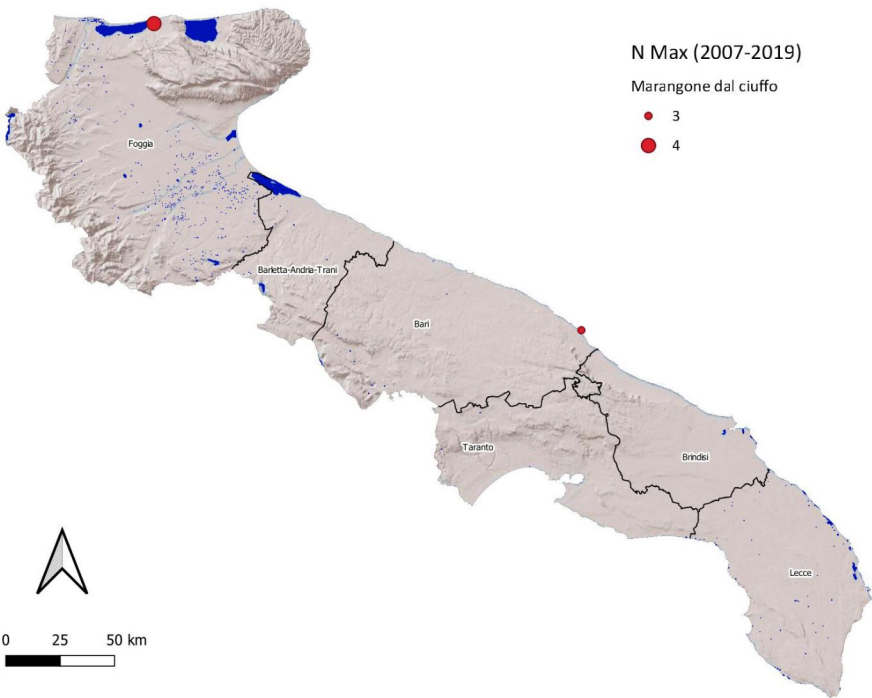 N Max (2007-2019)
Marangone dal ciuffo
3
4
Foggia
Barletta-Andria-Trani
Bari
Taranto
Brindisi
Lecce
0 25 50 km